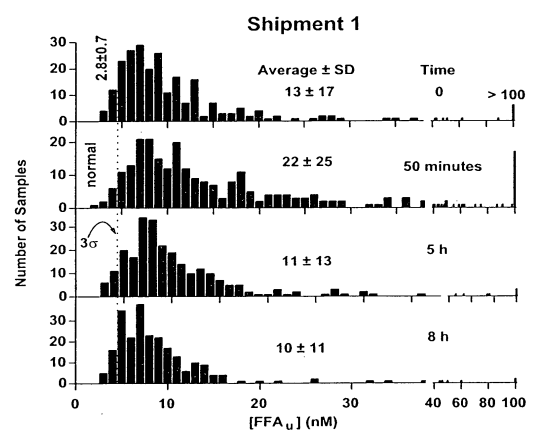 Shipment 1
Number of Samples
30
20
10
0
2.8±0.7
Average ± SD
Time
13 ± 17
0
> 100
20
10
0
normal
22 ± 25
50 minutes
30
20
10
0
3σ
11 ± 13
5 h
30
20
10
0
10 ± 11
8 h
0 10 20 30 40 60 80 100
[FFAu] (nM)